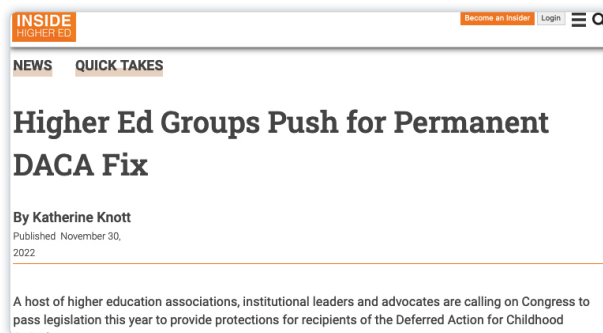 INSIDE
HIGHER ED
Become an Insider Login
NEWS QUICK TAKES
Higher Ed Groups Push for Permanent
DACA Fix
By Katherine Knott
Published November 30,
2022
A host of higher education associations, institutional leaders and advocates are calling on Congress to
pass legislation this year to provide protections for recipients of the Deferred Action for Childhood